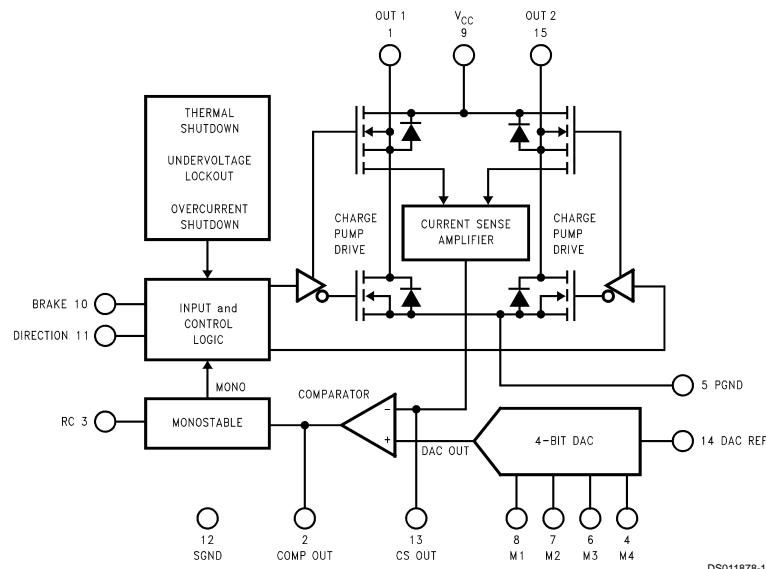 OUT 1
1
VCC
9
OUT 2
15
THERMAL
SHUTDOWN
UNDERVOLTAGE
LOCKOUT
OVERCURRENT
SHUTDOWN
CHARGE
PUMP
DRIVE
CURRENT SENSE
AMPLIFIER
CHARGE
PUMP
DRIVE
BRAKE 10
DIRECTION 11
INPUT and
CONTROL
LOGIC
MONO
RC 3
MONOSTABLE
COMPARATOR
-
+
DAC OUT
4-BIT DAC
5 PGND
14 DAC REF
12
SGND
2
COMP OUT
13
CS OUT
8
M1
7
M2
6
M3
4
M4
DS011878-1